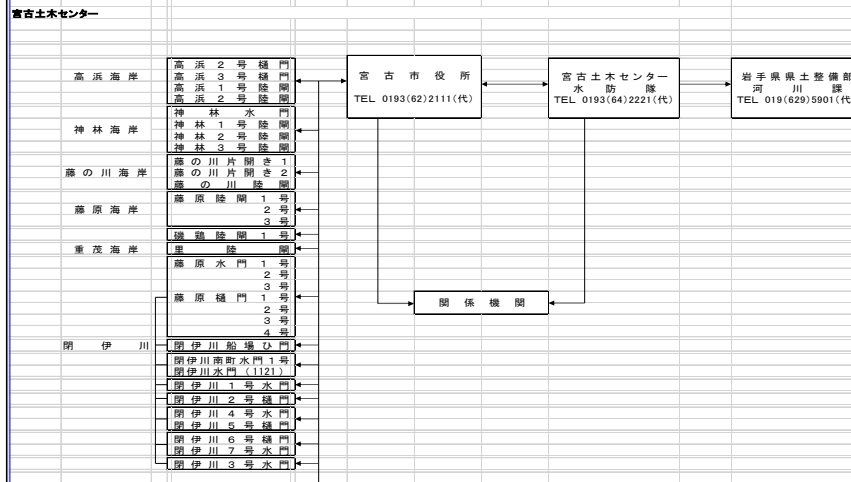 宮古土木センター
高浜海岸
高浜2号樋門
高浜3号樋門
高浜1号陸閘
高浜2号陸閘
宮古市役所
TEL 0193(62)2111(代)
宮古土木センター
水防隊
TEL 0193(64)2221(代)
岩手県県土整備部
河川課
TEL 019(629)5901(代
神林海岸
神林水門
神林1号陸閘
神林2号陸閘
神林3号陸閘
藤の川海岸
藤の川片開き1
藤の川片開き2
藤の川陸閘
藤原海岸
藤原陸閘1号
2号
3号
磯鶏陸閘1号
重茂海岸
里陸閘
藤原水門1号
2号
3号
藤原樋門1号
2号
3号
4号
関係機関
閉伊川
閉伊川船場ひ門
閉伊川南町水門1号
閉伊川水門(1121)
閉伊川1号水門
閉伊川2号樋門
閉伊川4号水門
閉伊川5号樋門
閉伊川6号樋門
閉伊川7号水門
閉伊川3号水門